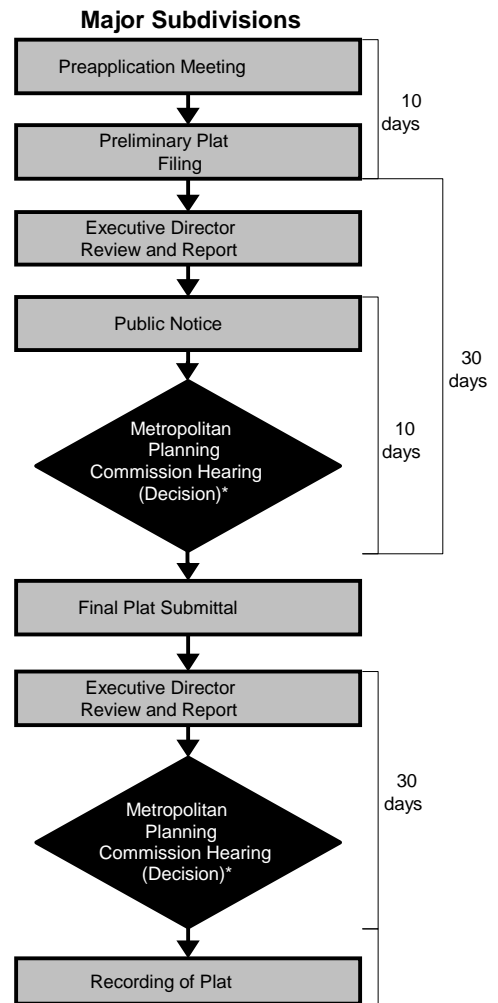 Major Subdivisions
Preapplication Meeting
10
days
Preliminary Plat
Filing
Executive Director
Review and Report
Public Notice
30
days
Metropolitan
Planning
Commission Hearing
(Decision)*
10
days
Final Plat Submittal
Executive Director
Review and Report
30
days
Metropolitan
Planning
Commission Hearing
(Decision)*
Recording of Plat